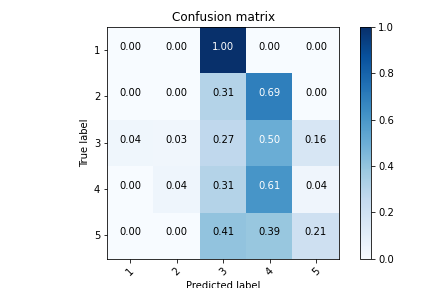 Confusion matrix
1.0
1 0.00 0.00 1.00 0.00 0.00
0.8
2 0.00 0.00 0.31 0.69 0.00
0.6
True label
3 0.04 0.03 0.27 0.50 0.16
0.4
4 0.00 0.04 0.31 0.61 0.04
0.2
5 0.00 0.00 0.41 0.39 0.21
0.0
1 2 3 4 5
Predicted label